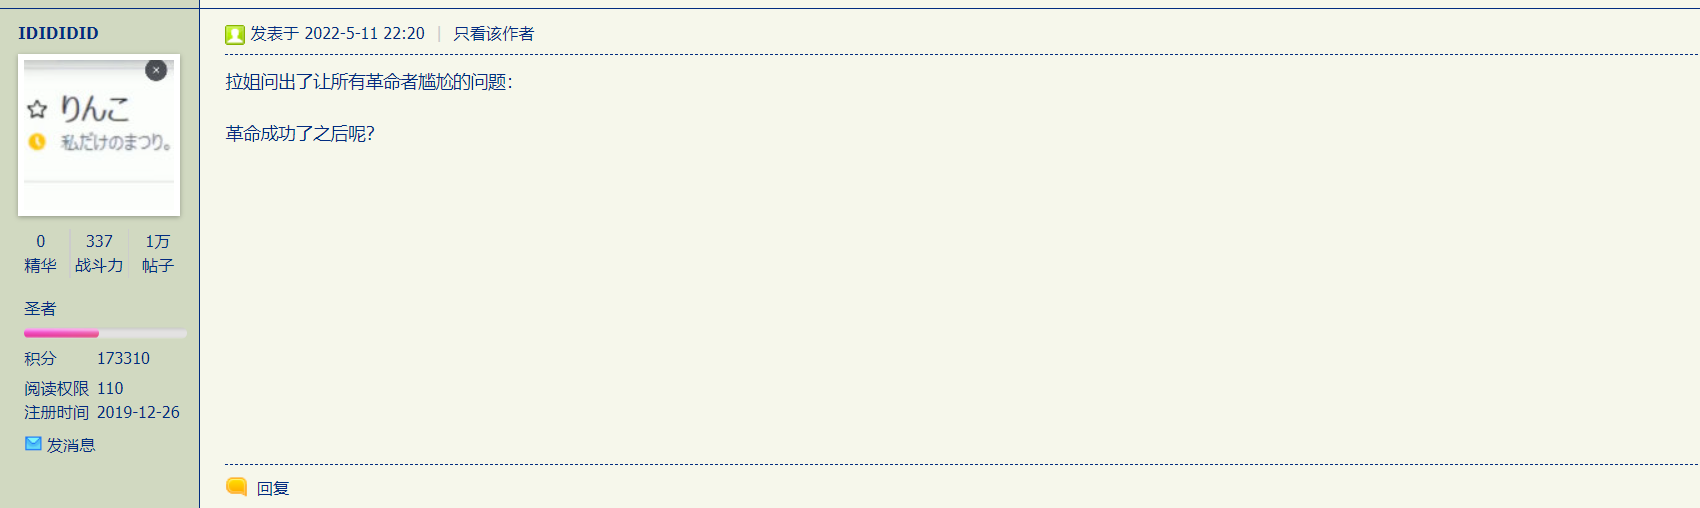 IDIDIDID
×
りんこ
私だけのまつり。
0 337 1万
精华 战斗力 帖子
圣者
积分 173310
阅读权限 110
注册时间 2019-12-26
发消息
发表于 2022-5-11 22:20 | 只看该作者
拉姐问出了让所有革命者尴尬的问题：
革命成功了之后呢？
回复